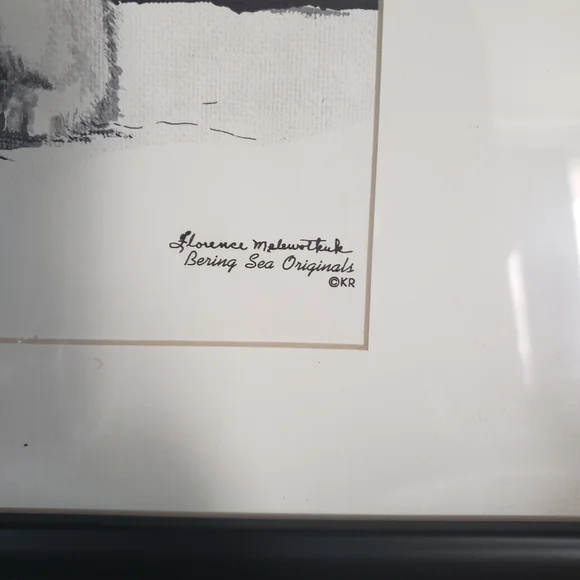 Florence Malewotkuk
Bering Sea Originals
©KR